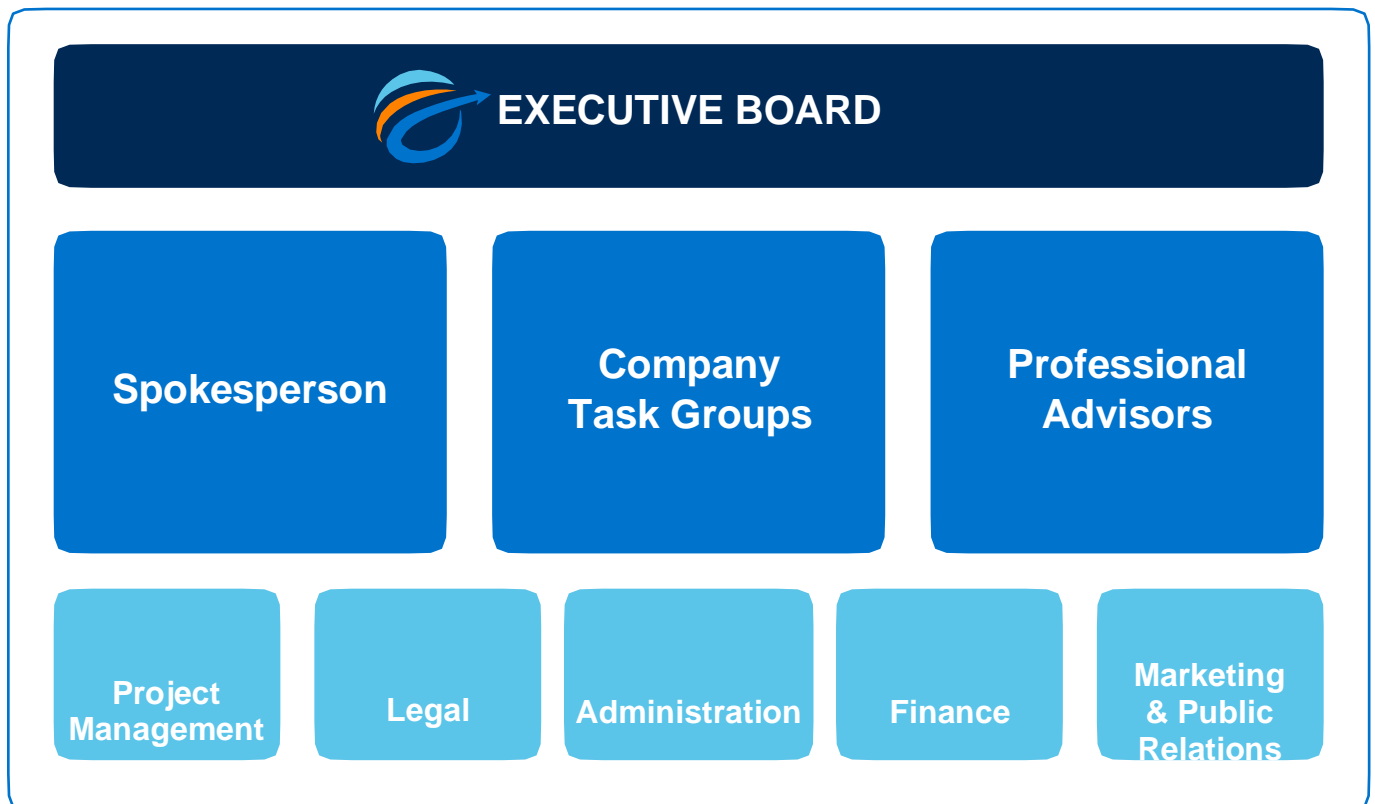 EXECUTIVE BOARD
Spokesperson
Company
Task Groups
Professional
Advisors
Project
Management
Legal
Administration
Finance
Marketing
& Public
Relations